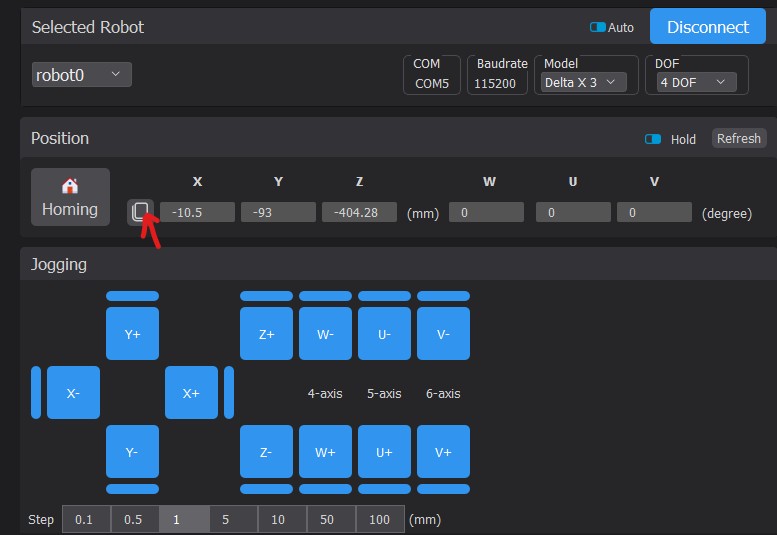 Selected Robot Auto Disconnect
robot0 COM COM5 Baudrate 115200 Model Delta X 3 DOF 4 DOF
Position Hold Refresh
X Y Z W U V
Homing -10.5 -93 -404.28 (mm) 0 0 0 (degree)
Jogging
Y+ Z+ W- U- V-
X- X+ 4-axis 5-axis 6-axis
Y- Z- W+ U+ V+
Step 0.1 0.5 1 5 10 50 100 (mm)